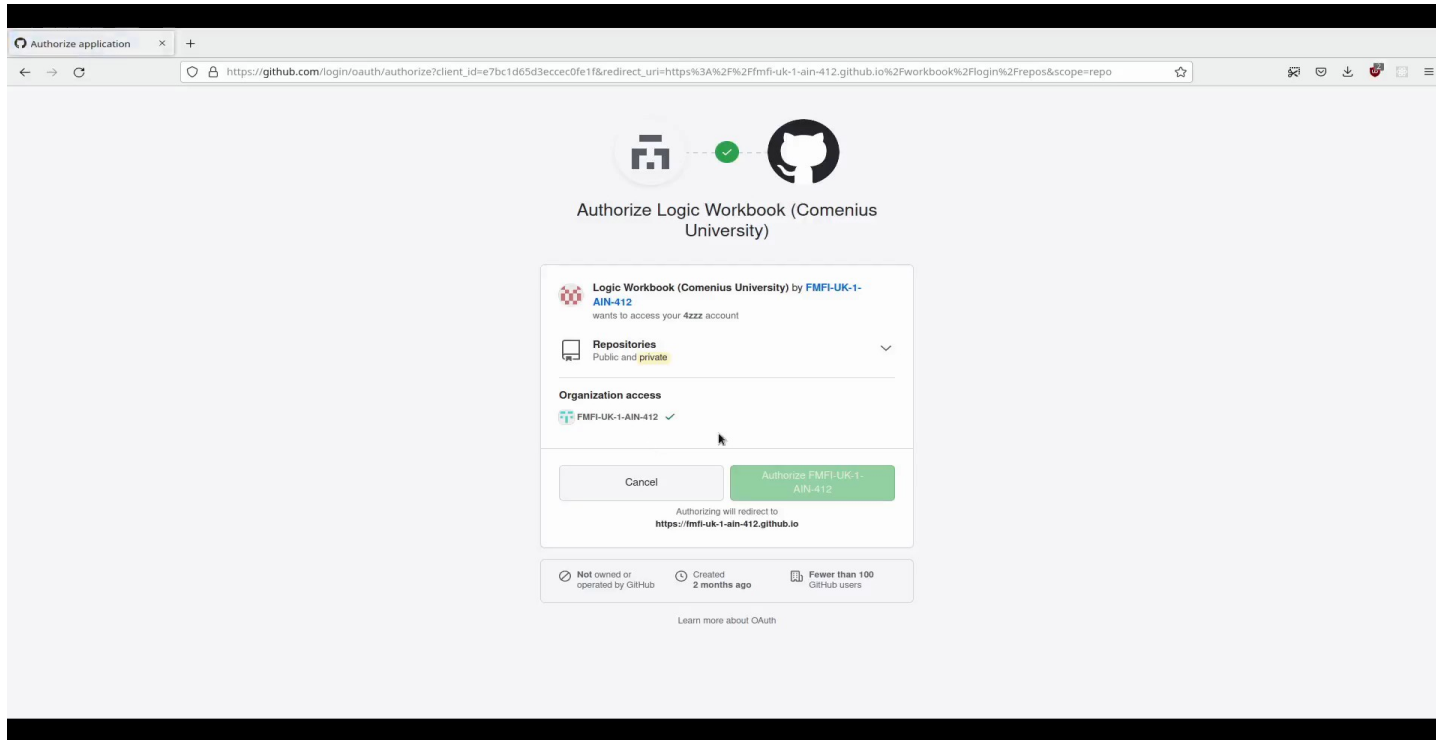 Authorize application
https://github.com/login/oauth/authorize?client_id=e7bc1d65d3eccec0fe1f&redirect_uri=https%3A%2F%2Ffmfi-uk-1-ain-412.github.io%2Fworkbook%2Flogin%2Frepos&scope=repo
Authorize Logic Workbook (Comenius
University)
Logic Workbook (Comenius University) by FMFI-UK-1-
AIN-412
wants to access your 4zzz account
Repositories
Public and private
Organization access
FMFI-UK-1-AIN-412
Cancel
Authorize FMFI-UK-1-
AIN-412
Authorizing will redirect to
https://fmfi-uk-1-ain-412.github.io
Not owned or
operated by GitHub
Created
2 months ago
Fewer than 100
GitHub users
Learn more about OAuth